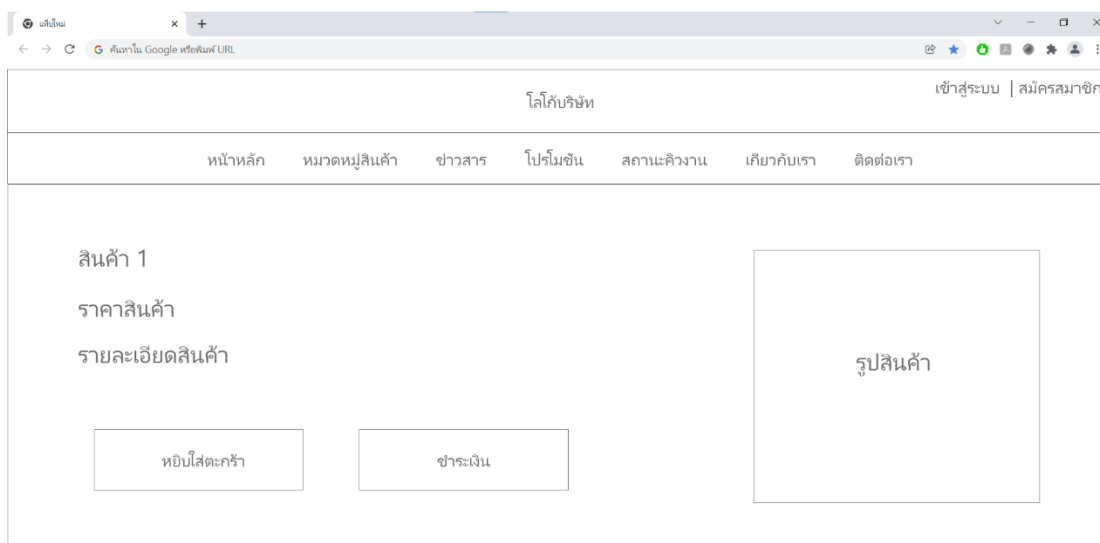 แท็บใหม่
ค้นหาใน Google หรือพิมพ์ URL
เข้าสู่ระบบ | สมัครสมาชิก
โลโก้บริษัท
หน้าหลัก หมวดหมู่สินค้า ข่าวสาร โปรโมชัน สถานะคิวงาน เกี่ยวกับเรา ติดต่อเรา
สินค้า 1
ราคาสินค้า
รายละเอียดสินค้า
รูปสินค้า
หยิบใส่ตะกร้า ชำระเงิน